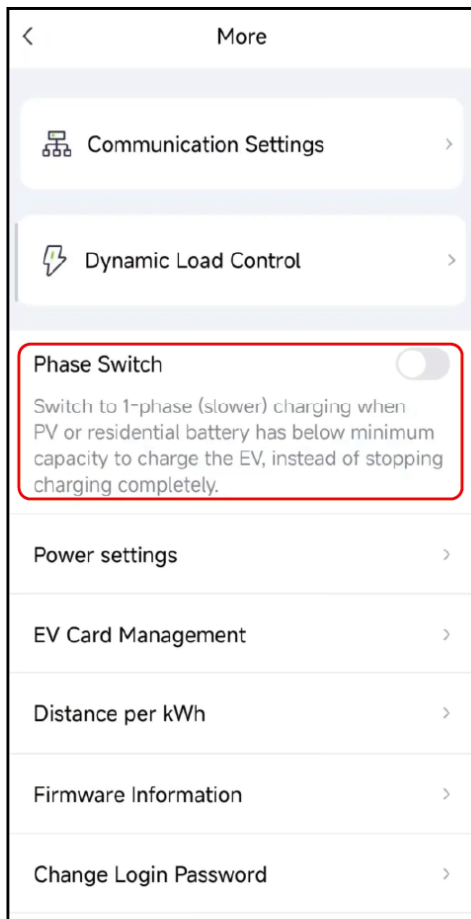 More
Communication Settings
Dynamic Load Control
Phase Switch
Switch to 1-phase (slower) charging when
PV or residential battery has below minimum
capacity to charge the EV, instead of stopping
charging completely.
Power settings
EV Card Management
Distance per kWh
Firmware Information
Change Login Password